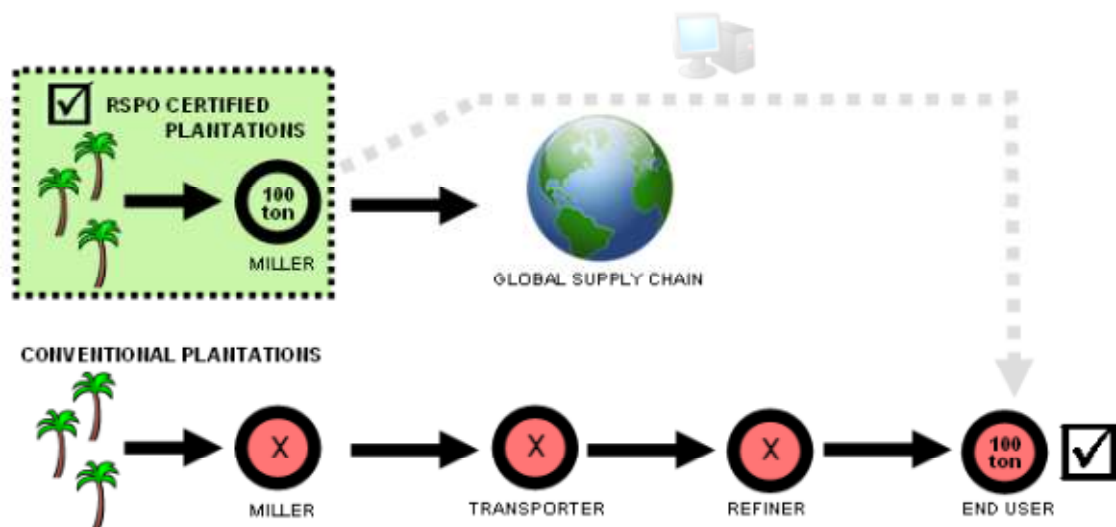 RSPO CERTIFIED
PLANTATIONS
100
ton
MILLER
GLOBAL SUPPLY CHAIN
CONVENTIONAL PLANTATIONS
X
X
X
100
ton
MILLER
TRANSPORTER
REFINER
END USER